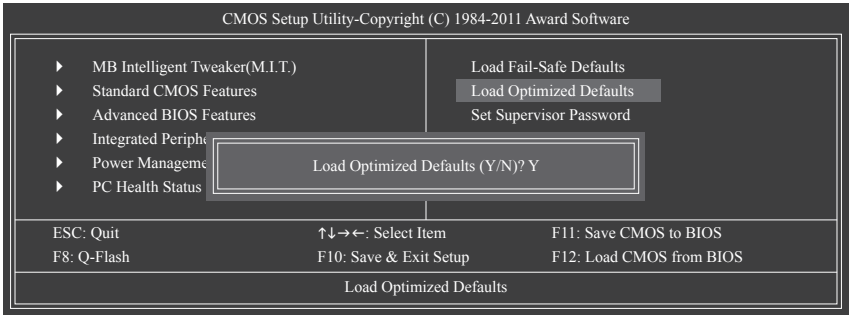 CMOS Setup Utility-Copyright (C) 1984-2011 Award Software
MB Intelligent Tweaker(M.I.T.)
Standard CMOS Features
Advanced BIOS Features
Integrated Periphe
Power Manageme
PC Health Status
Load Fail-Safe Defaults
Load Optimized Defaults
Set Supervisor Password
Load Optimized Defaults (Y/N)? Y
ESC: Quit
↑↓→←: Select Item
F11: Save CMOS to BIOS
F8: Q-Flash
F10: Save & Exit Setup
F12: Load CMOS from BIOS
Load Optimized Defaults